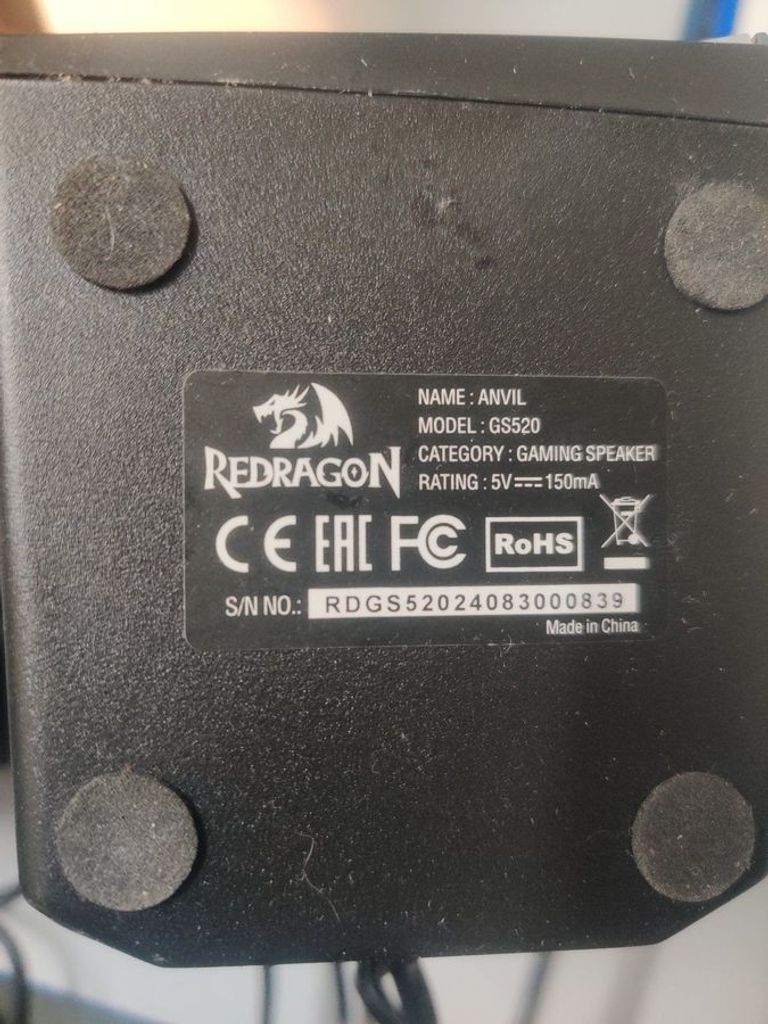 REDRAGON
NAME : ANVIL
MODEL : GS520
CATEGORY : GAMING SPEAKER
RATING : 5V⎓150mA
CE EAC FC RoHS
S/N NO.: RDGS52024083000839
Made in China